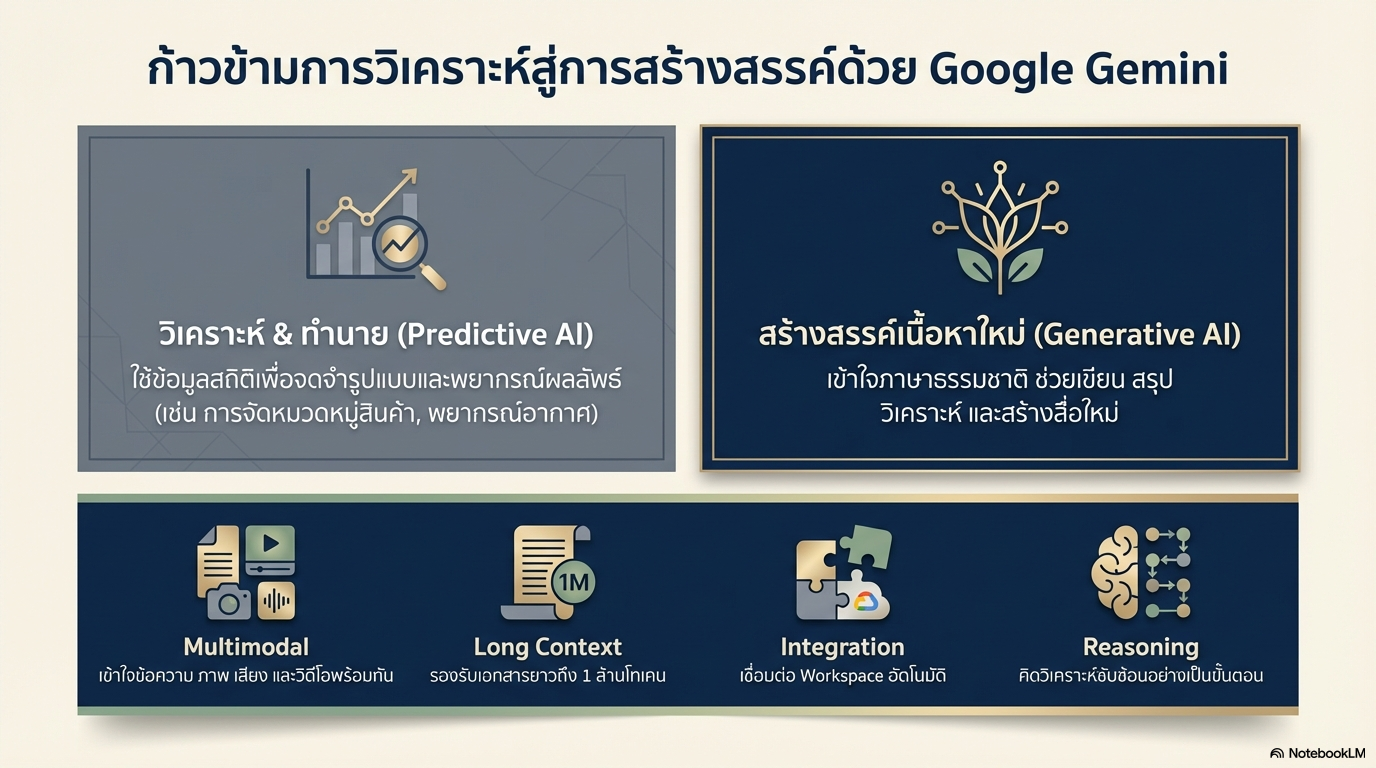 ก้าวข้ามการวิเคราะห์สู่การสร้างสรรค์ด้วย Google Gemini
วิเคราะห์ & ทำนาย (Predictive AI)
ใช้ข้อมูลสถิติเพื่อจดจำรูปแบบและพยากรณ์ผลลัพธ์
(เช่น การจัดหมวดหมู่สินค้า, พยากรณ์อากาศ)
สร้างสรรค์เนื้อหาใหม่ (Generative AI)
เข้าใจภาษาธรรมชาติ ช่วยเขียน สรุป
วิเคราะห์ และสร้างสื่อใหม่
Multimodal
เข้าใจข้อความ ภาพ เสียง และวิดีโอพร้อมกัน
1M
Long Context
รองรับเอกสารยาวถึง 1 ล้านโทเคน
Integration
เชื่อมต่อ Workspace อัตโนมัติ
Reasoning
คิดวิเคราะห์ซับซ้อนอย่างเป็นขั้นตอน
NotebookLM